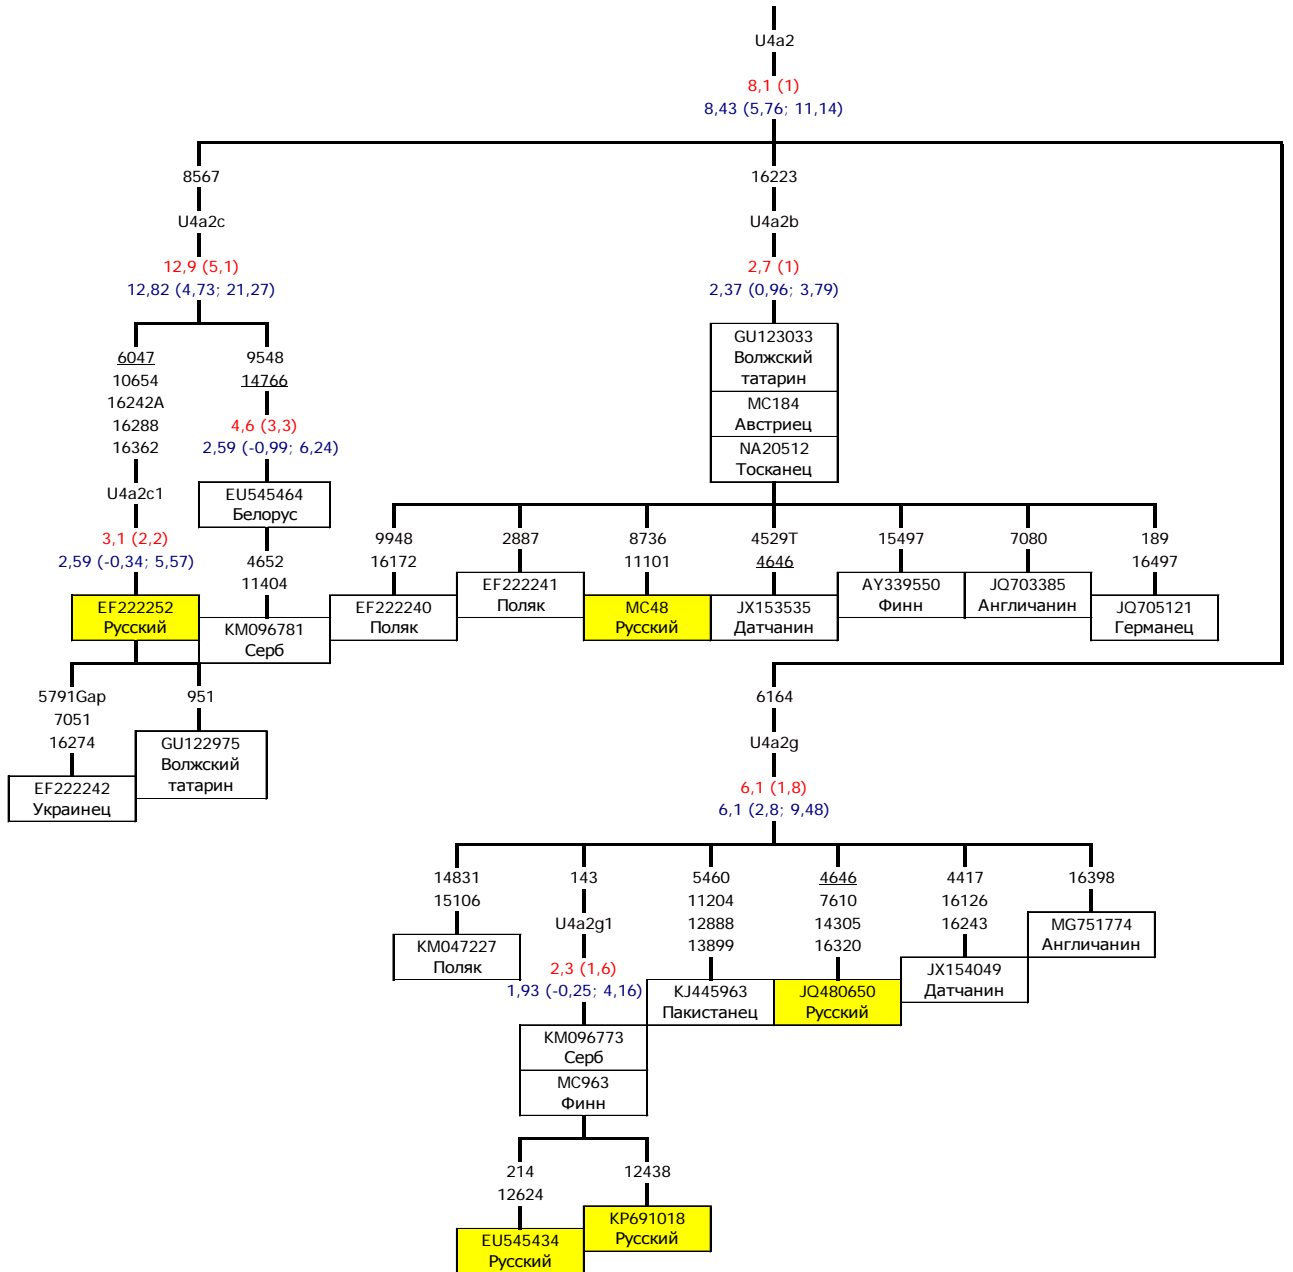 U4a2
8,1 (1)
8,43 (5,76; 11,14)
8567
U4a2c
12,9 (5,1)
12,82 (4,73; 21,27)
6047
10654
16242A
16288
16362
U4a2c1
3,1 (2,2)
2,59 (-0,34; 5,57)
EF222252
Русский
5791Gap
7051
16274
EF222242
Украинец
951
GU122975
Волжский
татарин
9548
14766
4,6 (3,3)
2,59 (-0,99; 6,24)
EU545464
Белорус
4652
11404
KM096781
Серб
16223
U4a2b
2,7 (1)
2,37 (0,96; 3,79)
GU123033
Волжский
татарин
MC184
Австриец
NA20512
Тосканец
9948
16172
EF222240
Поляк
2887
EF222241
Поляк
8736
11101
MC48
Русский
4529T
4646
JX153535
Датчанин
15497
AY339550
Финн
7080
JQ703385
Англичанин
189
16497
JQ705121
Германец
6164
U4a2g
6,1 (1,8)
6,1 (2,8; 9,48)
14831
15106
KM047227
Поляк
143
U4a2g1
2,3 (1,6)
1,93 (-0,25; 4,16)
KM096773
Серб
MC963
Финн
214
12624
EU545434
Русский
12438
KP691018
Русский
5460
11204
12888
13899
KJ445963
Пакистанец
4646
7610
14305
16320
JQ480650
Русский
4417
16126
16243
JX154049
Датчанин
16398
MG751774
Англичанин